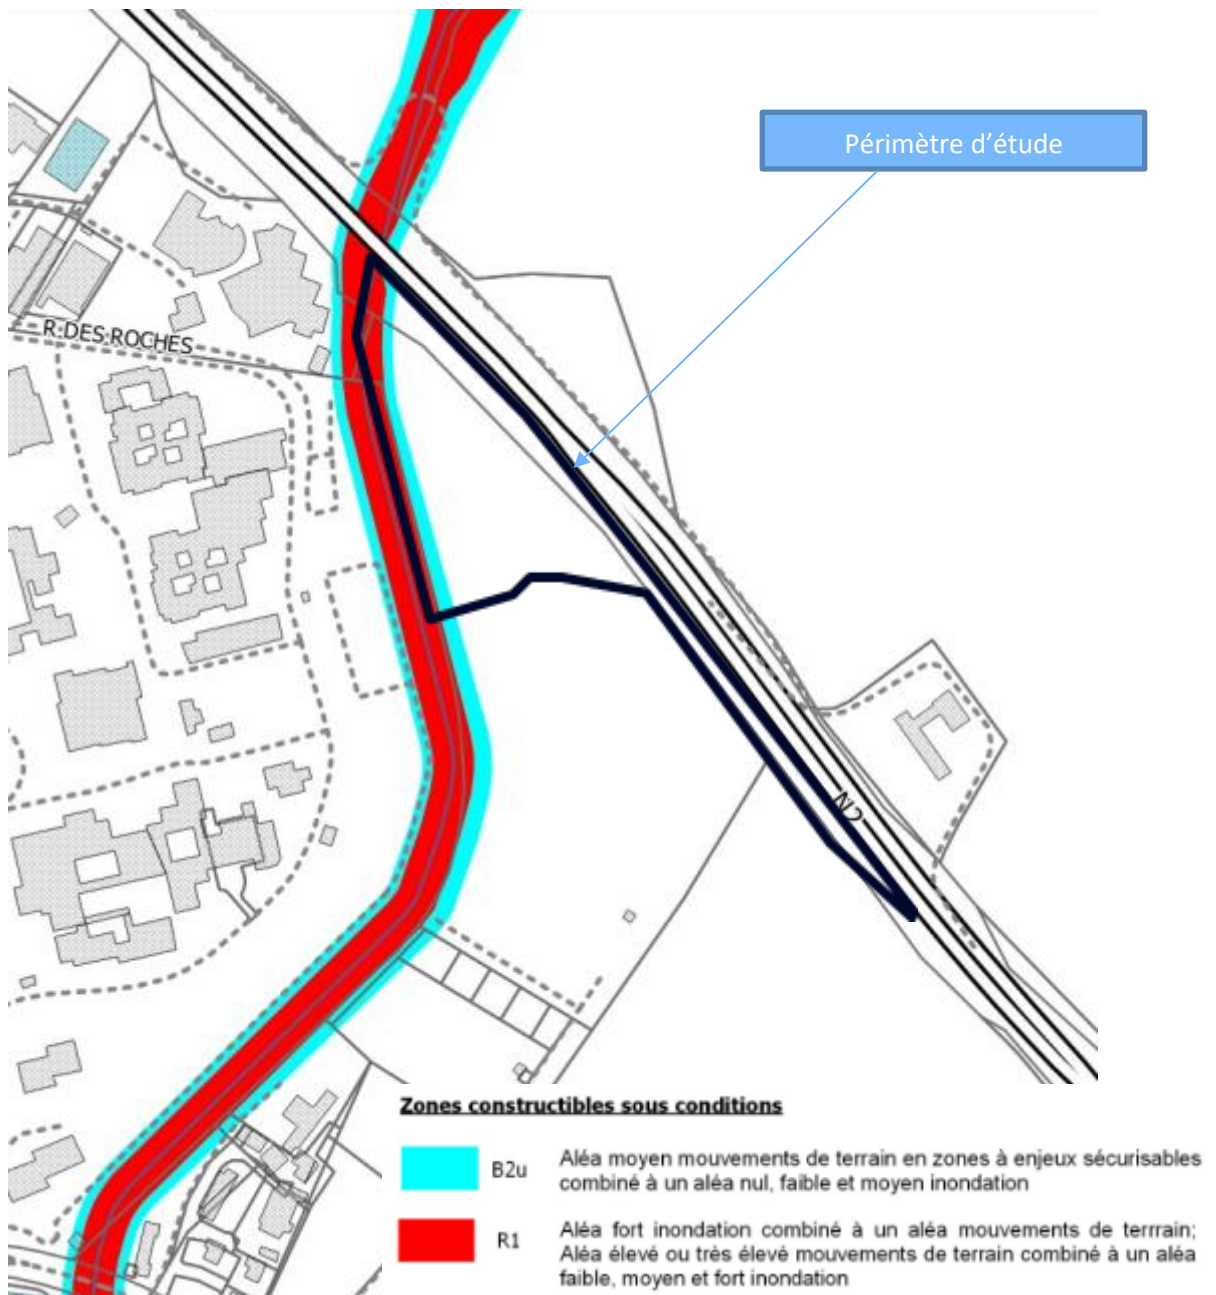 Périmètre d’étude
R.DES.ROCHES
N2
Zones constructibles sous conditions
B2u
Aléa moyen mouvements de terrain en zones à enjeux sécurisables
combiné à un aléa nul, faible et moyen inondation
R1
Aléa fort inondation combiné à un aléa mouvements de terrrain;
Aléa élevé ou très élevé mouvements de terrain combiné à un aléa
faible, moyen et fort inondation